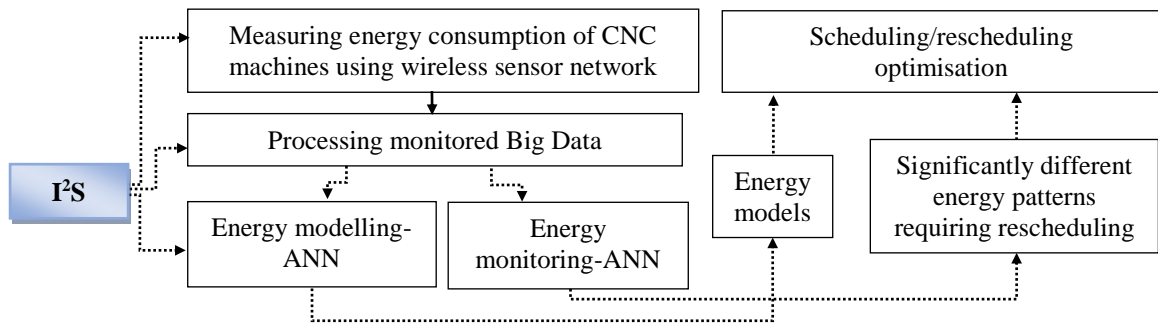 Measuring energy consumption of CNC
machines using wireless sensor network
Scheduling/rescheduling
optimisation
Processing monitored Big Data
I²S
Energy
models
Significantly different
energy patterns
requiring rescheduling
Energy modelling-
ANN
Energy
monitoring-ANN